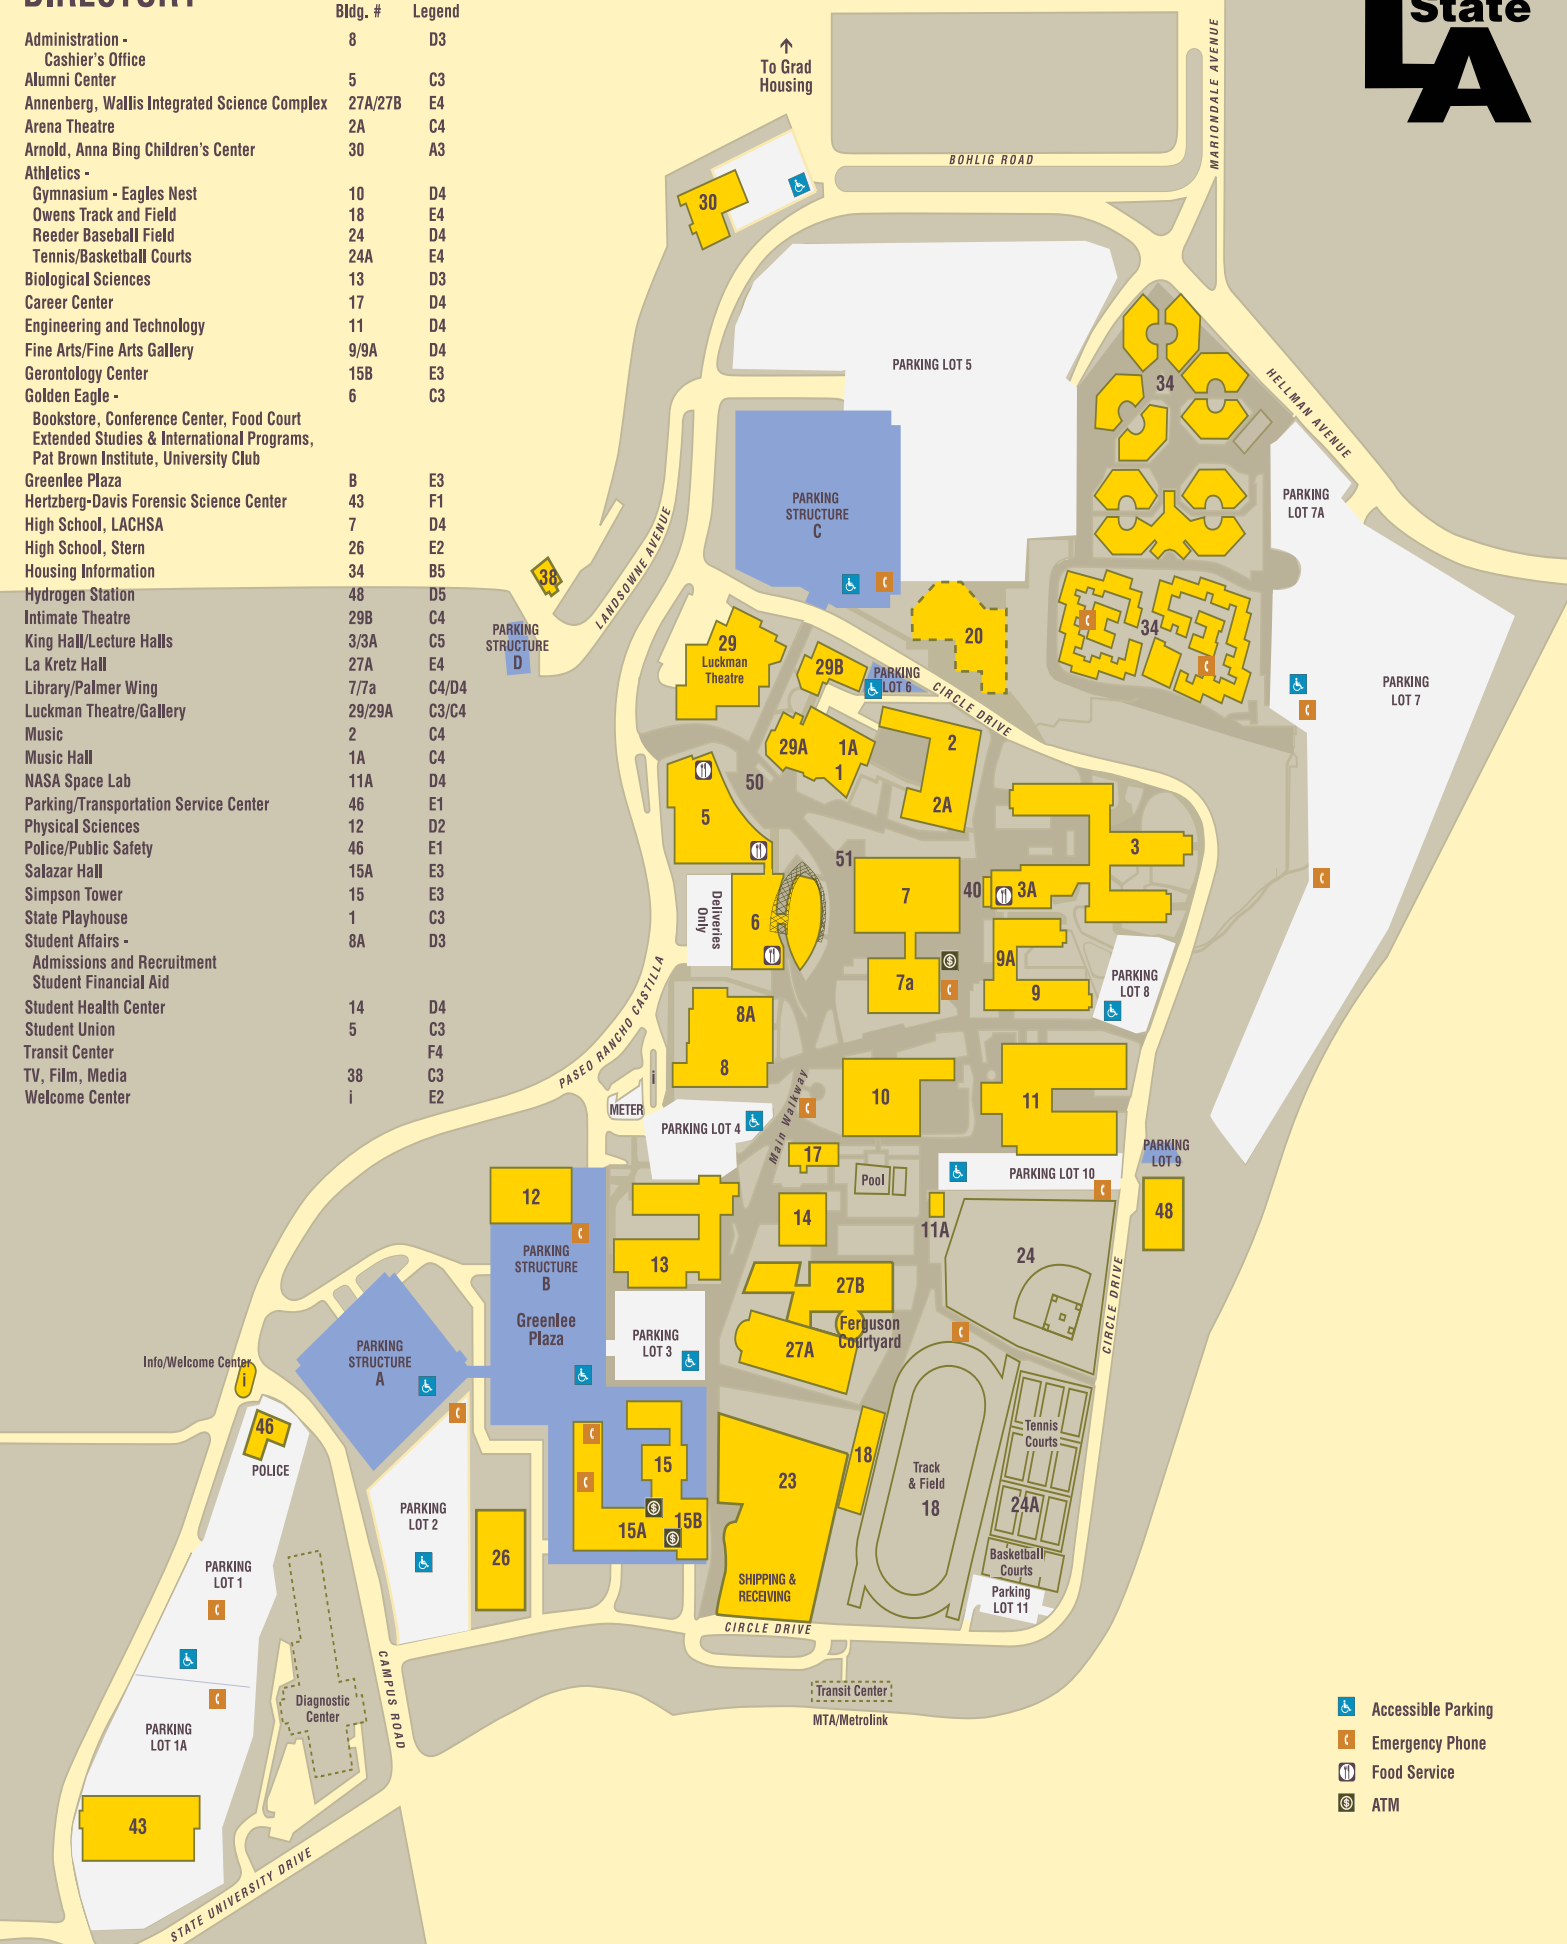 DIRECTORY
Bldg. # Legend
Administration - 8 D3
Cashier's Office
Alumni Center 5 C3
Annenberg, Wallis Integrated Science Complex 27A/27B E4
Arena Theatre 2A C4
Arnold, Anna Bing Children's Center 30 A3
Athletics -
Gymnasium - Eagles Nest 10 D4
Owens Track and Field 18 E4
Reeder Baseball Field 24 D4
Tennis/Basketball Courts 24A E4
Biological Sciences 13 D3
Career Center 17 D4
Engineering and Technology 11 D4
Fine Arts/Fine Arts Gallery 9/9A D4
Gerontology Center 15B E3
Golden Eagle - 6 C3
Bookstore, Conference Center, Food Court
Extended Studies & International Programs,
Pat Brown Institute, University Club
Greenlee Plaza B E3
Hertzberg-Davis Forensic Science Center 43 F1
High School, LACHSA 7 D4
High School, Stern 26 E2
Housing Information 34 B5
Hydrogen Station 48 D5
Intimate Theatre 29B C4
King Hall/Lecture Halls 3/3A C5
La Kretz Hall 27A E4
Library/Palmer Wing 7/7a C4/D4
Luckman Theatre/Gallery 29/29A C3/C4
Music 2 C4
Music Hall 1A C4
NASA Space Lab 11A D4
Parking/Transportation Service Center 46 E1
Physical Sciences 12 D2
Police/Public Safety 46 E1
Salazar Hall 15A E3
Simpson Tower 15 E3
State Playhouse 1 C3
Student Affairs - 8A D3
Admissions and Recruitment
Student Financial Aid
Student Health Center 14 D4
Student Union 5 C3
Transit Center F4
TV, Film, Media 38 C3
Welcome Center i E2
State
LA
To Grad
Housing
MARIONDALE AVENUE
BOHLIG ROAD
30
PARKING LOT 5
34
HELLMAN AVENUE
PARKING
LOT 7A
PARKING
STRUCTURE
C
LANDSOWNE AVENUE
38
PARKING
STRUCTURE
D
29
Luckman
Theatre
29B
PARKING
LOT 6
20
CIRCLE DRIVE
34
PARKING
LOT 7
29A
1A
1
2
2A
50
5
51
3
7
40
3A
Deliveries
Only
6
7a
9A
9
PARKING
LOT 8
PASEO RANCHO CASTILLA
8A
8
i
METER
PARKING LOT 4
Main Walkway
10
11
17
Pool
PARKING LOT 10
PARKING
LOT 9
48
12
14
11A
24
PARKING
STRUCTURE
B
13
Greenlee
Plaza
27B
Ferguson
Courtyard
27A
CIRCLE DRIVE
PARKING
LOT 3
Info/Welcome Center
i
PARKING
STRUCTURE
A
46
POLICE
Tennis
Courts
18
15
23
Track
& Field
18
24A
PARKING
LOT 2
15A
15B
26
Basketball
Courts
Parking
LOT 11
SHIPPING &
RECEIVING
PARKING
LOT 1
CIRCLE DRIVE
CAMPUS ROAD
Transit Center
MTA/Metrolink
Diagnostic
Center
PARKING
LOT 1A
43
STATE UNIVERSITY DRIVE
Accessible Parking
Emergency Phone
Food Service
ATM